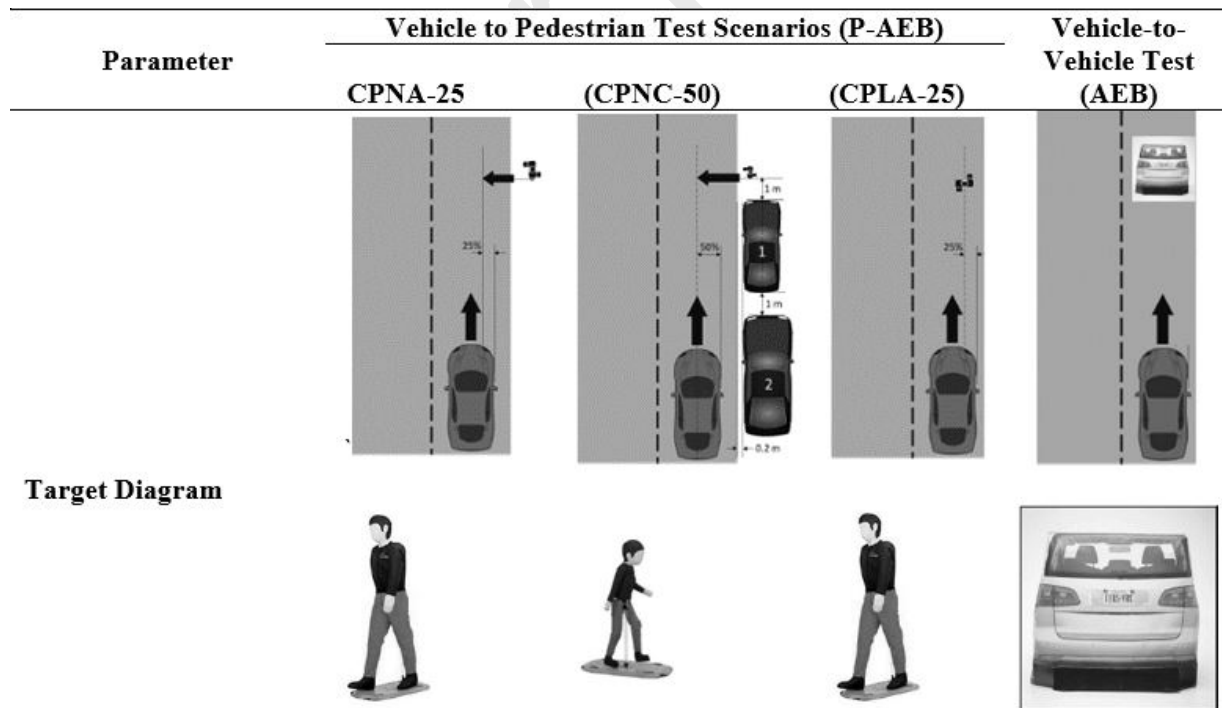 Vehicle to Pedestrian Test Scenarios (P-AEB)
Vehicle-to-
Vehicle Test
(AEB)
Parameter
CPNA-25
(CPNC-50)
(CPLA-25)
25%
1 m
1
50%
1 m
2
0.2 m
25%
Target Diagram